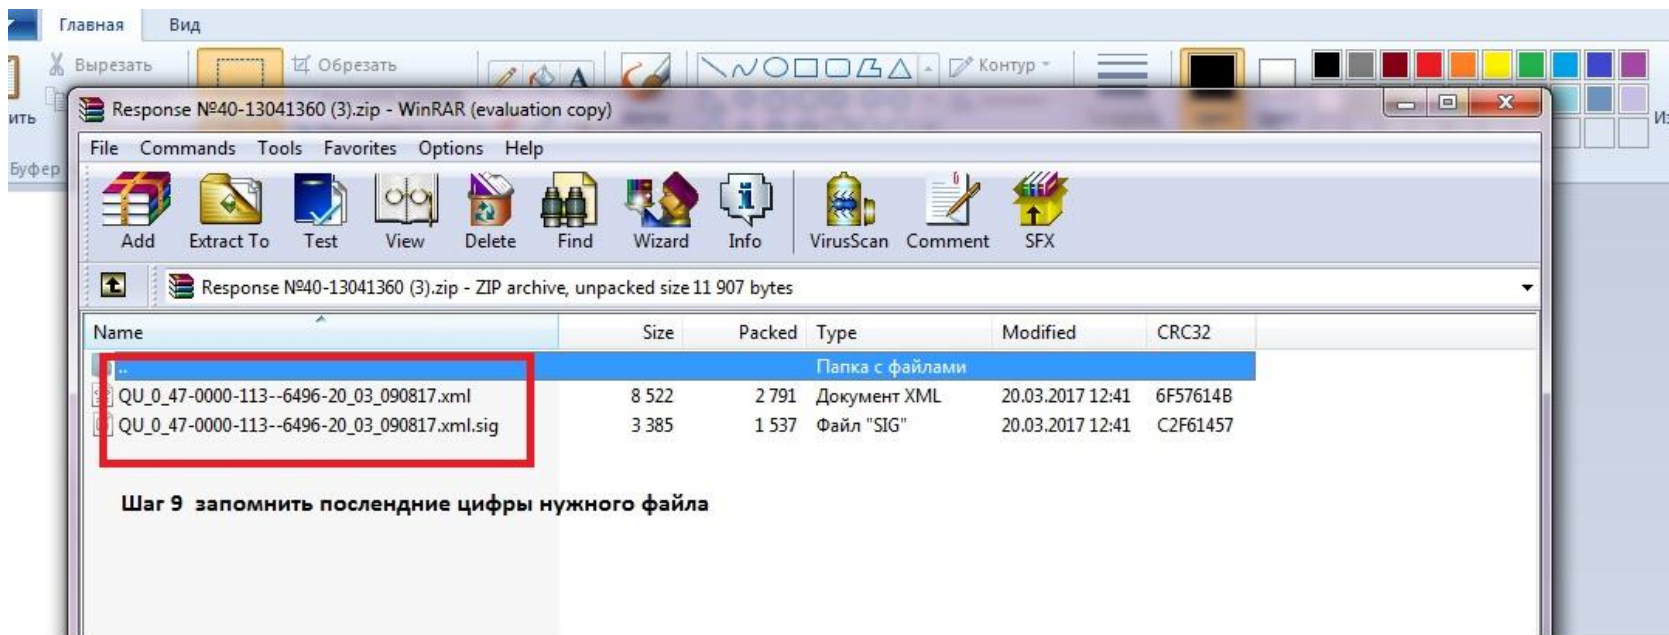 Главная Вид
Вырезать Обрезать Контур
ить
Буфер
Response №40-13041360 (3).zip - WinRAR (evaluation copy)
File Commands Tools Favorites Options Help
Add Extract To Test View Delete Find Wizard Info VirusScan Comment SFX
Response №40-13041360 (3).zip - ZIP archive, unpacked size 11 907 bytes
Name Size Packed Type Modified CRC32
.. Папка с файлами
QU_0_47-0000-113--6496-20_03_090817.xml 8 522 2 791 Документ XML 20.03.2017 12:41 6F57614B
QU_0_47-0000-113--6496-20_03_090817.xml.sig 3 385 1 537 Файл "SIG" 20.03.2017 12:41 C2F61457
Шаг 9 запомнить послендние цифры нужного файла